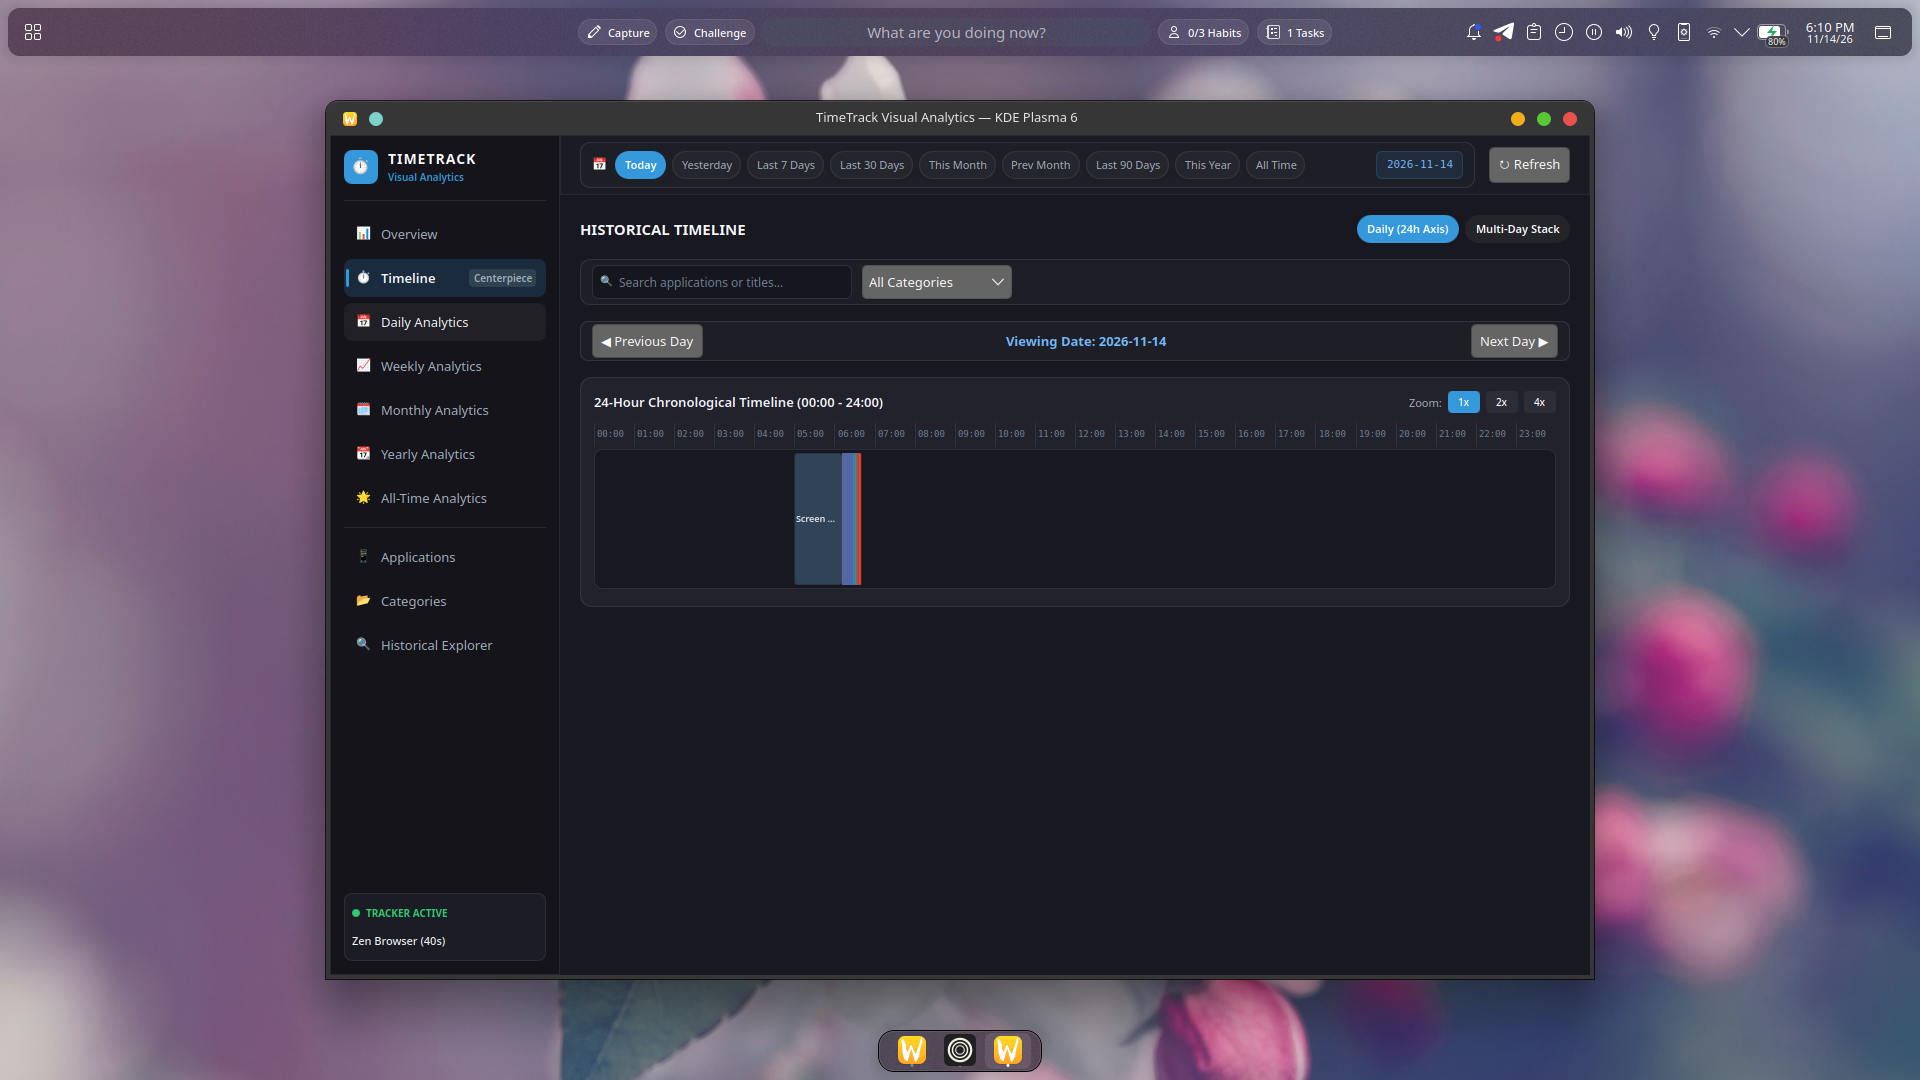 Capture
Challenge
What are you doing now?
0/3 Habits
1 Tasks
80%
6:10 PM
11/14/26
TimeTrack Visual Analytics — KDE Plasma 6
TIMETRACK
Visual Analytics
Overview
Timeline
Centerpiece
Daily Analytics
Weekly Analytics
Monthly Analytics
Yearly Analytics
All-Time Analytics
Applications
Categories
Historical Explorer
TRACKER ACTIVE
Zen Browser (40s)
Today
Yesterday
Last 7 Days
Last 30 Days
This Month
Prev Month
Last 90 Days
This Year
All Time
2026-11-14
↻ Refresh
HISTORICAL TIMELINE
Daily (24h Axis)
Multi-Day Stack
Search applications or titles...
All Categories
◀ Previous Day
Viewing Date: 2026-11-14
Next Day ▶
24-Hour Chronological Timeline (00:00 - 24:00)
Zoom:
1x
2x
4x
00:00 01:00 02:00 03:00 04:00 05:00 06:00 07:00 08:00 09:00 10:00 11:00 12:00 13:00 14:00 15:00 16:00 17:00 18:00 19:00 20:00 21:00 22:00 23:00
Screen ...